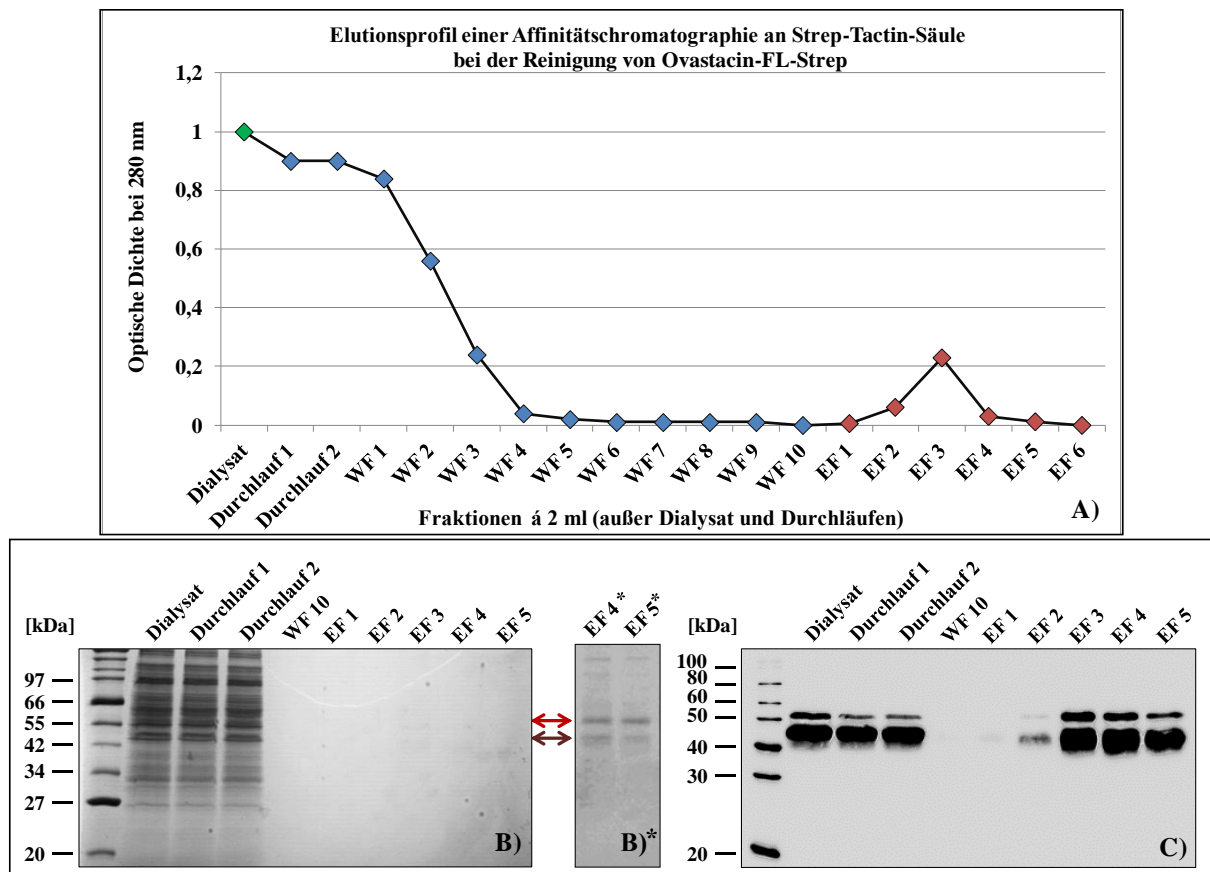 Elutionsprofil einer Affinitätschromatographie an Strep-Tactin-Säule
bei der Reinigung von Ovastacin-FL-Strep
Optische Dichte bei 280 nm
1,2
1
0,8
0,6
0,4
0,2
0
Dialysat
Durchlauf 1
Durchlauf 2
WF 1
WF 2
WF 3
WF 4
WF 5
WF 6
WF 7
WF 8
WF 9
WF 10
EF 1
EF 2
EF 3
EF 4
EF 5
EF 6
Fraktionen á 2 ml (außer Dialysat und Durchläufen)
A)
[kDa]
Dialysat
Durchlauf 1
Durchlauf 2
WF 10
EF 1
EF 2
EF 3
EF 4
EF 5
97
66
55
42
34
27
20
B)
EF4*
EF5*
B)*
[kDa]
Dialysat
Durchlauf 1
Durchlauf 2
WF 10
EF 1
EF 2
EF 3
EF 4
EF 5
100
80
60
50
40
30
20
C)